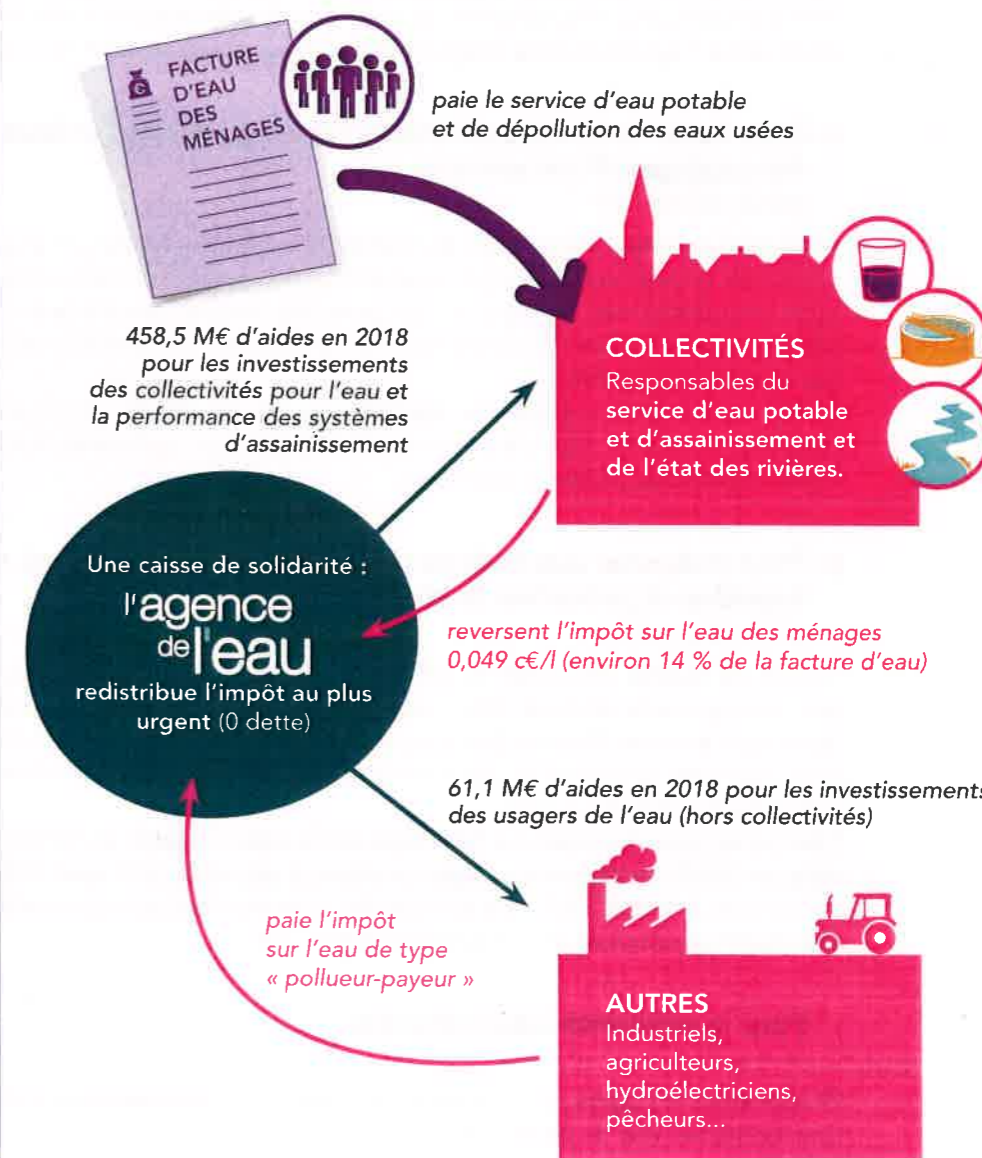 FACTURE
D'EAU
DES
MÉNAGES
paie le service d'eau potable
et de dépollution des eaux usées
458,5 M€ d'aides en 2018
pour les investissements
des collectivités pour l'eau et
la performance des systèmes
d'assainissement
COLLECTIVITÉS
Responsables du
service d'eau potable
et d'assainissement et
de l'état des rivières.
Une caisse de solidarité :
l'agence
de l'eau
redistribue l'impôt au plus
urgent (0 dette)
reversent l'impôt sur l'eau des ménages
0,049 c€/l (environ 14 % de la facture d'eau)
61,1 M€ d'aides en 2018 pour les investissements
des usagers de l'eau (hors collectivités)
paie l'impôt
sur l'eau de type
« pollueur-payeur »
AUTRES
Industriels,
agriculteurs,
hydroélectriciens,
pêcheurs...